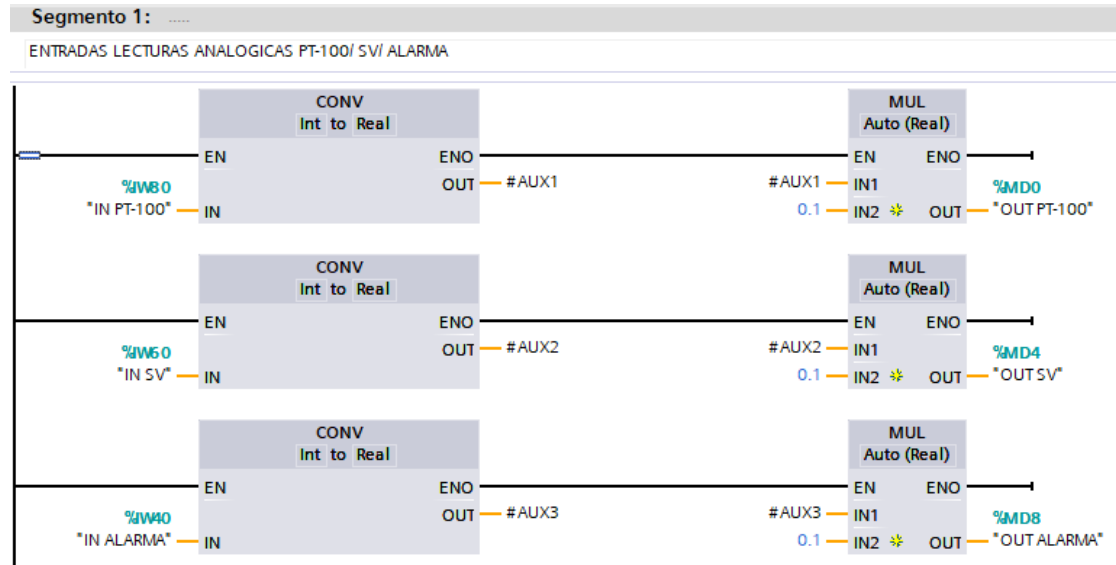 Segmento 1: .....
ENTRADAS LECTURAS ANALOGICAS PT-100/ SV/ ALARMA
CONV
Int to Real
MUL
Auto (Real)
EN ENO
EN ENO
%IW80
OUT #AUX1
#AUX1 IN1
%MD0
"IN PT-100" IN
0.1 IN2 OUT "OUT PT-100"
CONV
Int to Real
MUL
Auto (Real)
EN ENO
EN ENO
%IW60
OUT #AUX2
#AUX2 IN1
%MD4
"IN SV" IN
0.1 IN2 OUT "OUT SV"
CONV
Int to Real
MUL
Auto (Real)
EN ENO
EN ENO
%IW40
OUT #AUX3
#AUX3 IN1
%MD8
"IN ALARMA" IN
0.1 IN2 OUT "OUT ALARMA"